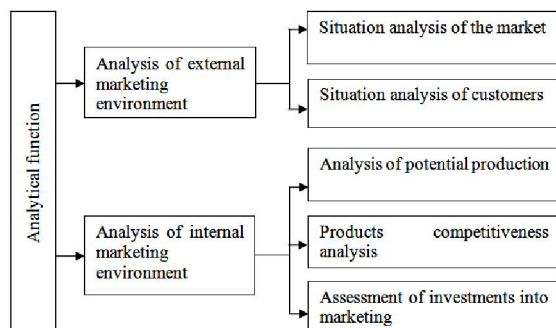 Analytical function
Analysis of external
marketing
environment
Situation analysis of the market
Situation analysis of customers
Analysis of internal
marketing
environment
Analysis of potential production
Products competitiveness
analysis
Assessment of investments into
marketing